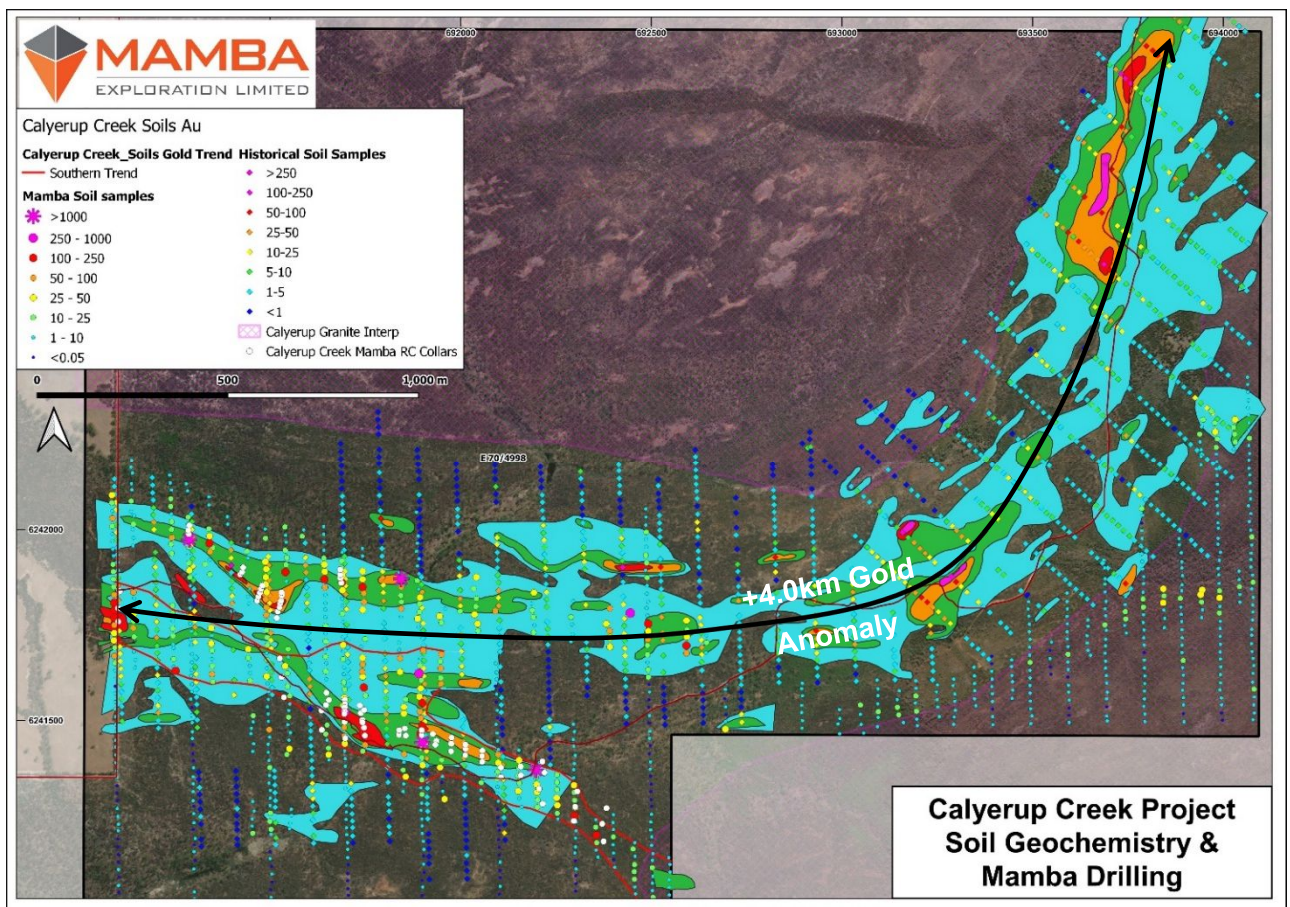 692000
692500
693000
693500
694000
MAMBA
EXPLORATION LIMITED
Calyerup Creek Soils Au
Calyerup Creek_Soils Gold Trend
Southern Trend
Mamba Soil samples
>1000
250 - 1000
100 - 250
50 - 100
25 - 50
10 - 25
1 - 10
<0.05
Historical Soil Samples
>250
100-250
50-100
25-50
10-25
5-10
1-5
<1
Calyerup Granite Interp
Calyerup Creek Mamba RC Collars
0 500 1,000 m
E 70/4998
6242000
+4.0km Gold
Anomaly
6241500
Calyerup Creek Project
Soil Geochemistry &
Mamba Drilling